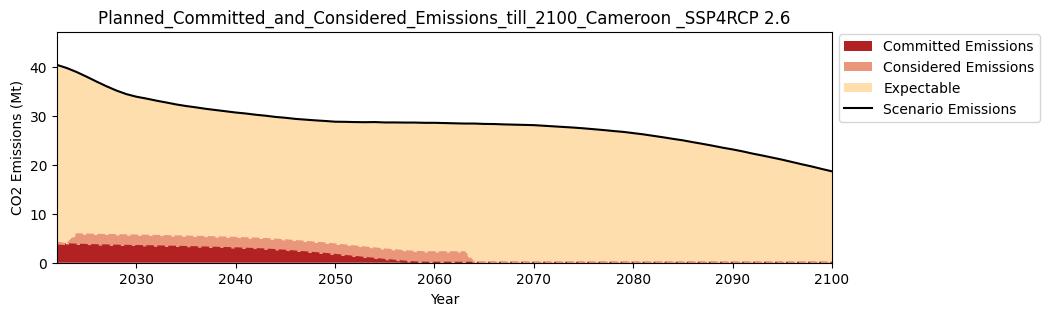 Planned_Committed_and_Considered_Emissions_till_2100_Cameroon _SSP4RCP 2.6
Committed Emissions
Considered Emissions
Expectable
Scenario Emissions
CO2 Emissions (Mt)
40
30
20
10
0
2030 2040 2050 2060 2070 2080 2090 2100
Year